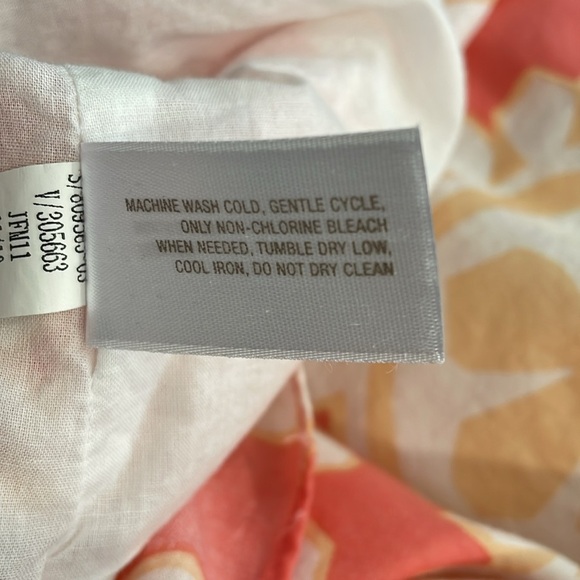 MACHINE WASH COLD, GENTLE CYCLE,
ONLY NON-CHLORINE BLEACH
WHEN NEEDED, TUMBLE DRY LOW,
COOL IRON, DO NOT DRY CLEAN
V/305663
JFM11